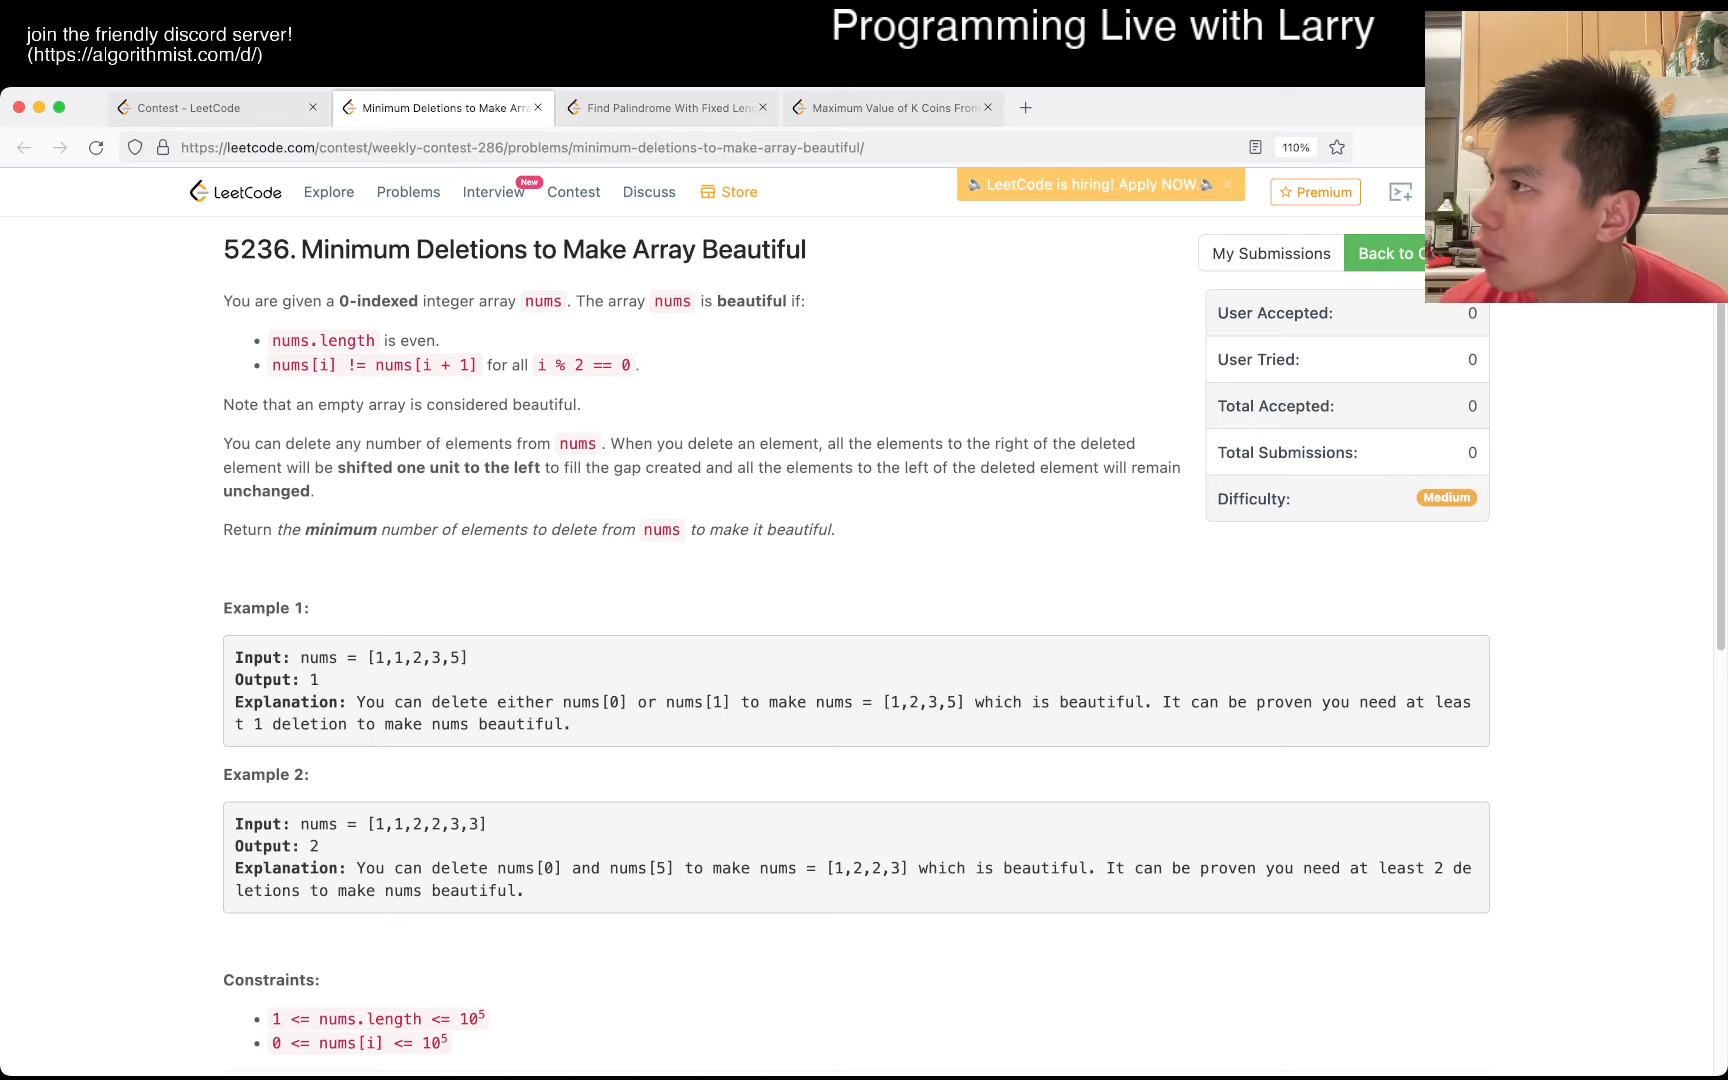 join the friendly discord server!
(https://algorithmist.com/d/)
Programming Live with Larry
Contest - LeetCode
Minimum Deletions to Make Arra
Find Palindrome With Fixed Leng
Maximum Value of K Coins From
https://leetcode.com/contest/weekly-contest-286/problems/minimum-deletions-to-make-array-beautiful/
110%
LeetCode Explore Problems Interview New Contest Discuss Store
LeetCode is hiring! Apply NOW.
Premium
5236. Minimum Deletions to Make Array Beautiful
My Submissions
Back to C
You are given a 0-indexed integer array nums. The array nums is beautiful if:
• nums.length is even.
• nums[i] != nums[i + 1] for all i % 2 == 0.
Note that an empty array is considered beautiful.
You can delete any number of elements from nums. When you delete an element, all the elements to the right of the deleted
element will be shifted one unit to the left to fill the gap created and all the elements to the left of the deleted element will remain
unchanged.
Return the minimum number of elements to delete from nums to make it beautiful.
User Accepted: 0
User Tried: 0
Total Accepted: 0
Total Submissions: 0
Difficulty: Medium
Example 1:
Input: nums = [1,1,2,3,5]
Output: 1
Explanation: You can delete either nums[0] or nums[1] to make nums = [1,2,3,5] which is beautiful. It can be proven you need at leas
t 1 deletion to make nums beautiful.
Example 2:
Input: nums = [1,1,2,2,3,3]
Output: 2
Explanation: You can delete nums[0] and nums[5] to make nums = [1,2,2,3] which is beautiful. It can be proven you need at least 2 de
letions to make nums beautiful.
Constraints:
• 1 <= nums.length <= 10⁵
• 0 <= nums[i] <= 10⁵